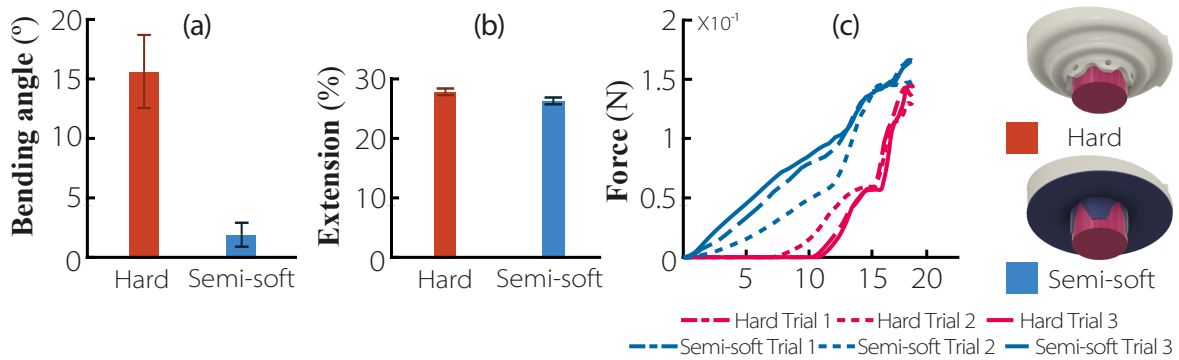 (a)
Bending angle (º)
20
15
10
5
0
Hard Semi-soft
(b)
Extension (%)
30
20
10
0
Hard Semi-soft
(c)
X10⁻¹
Force (N)
2
1.5
1
0.5
0
5 10 15 20
Hard Trial 1 Hard Trial 2 Hard Trial 3
Semi-soft Trial 1 Semi-soft Trial 2 Semi-soft Trial 3
Hard
Semi-soft